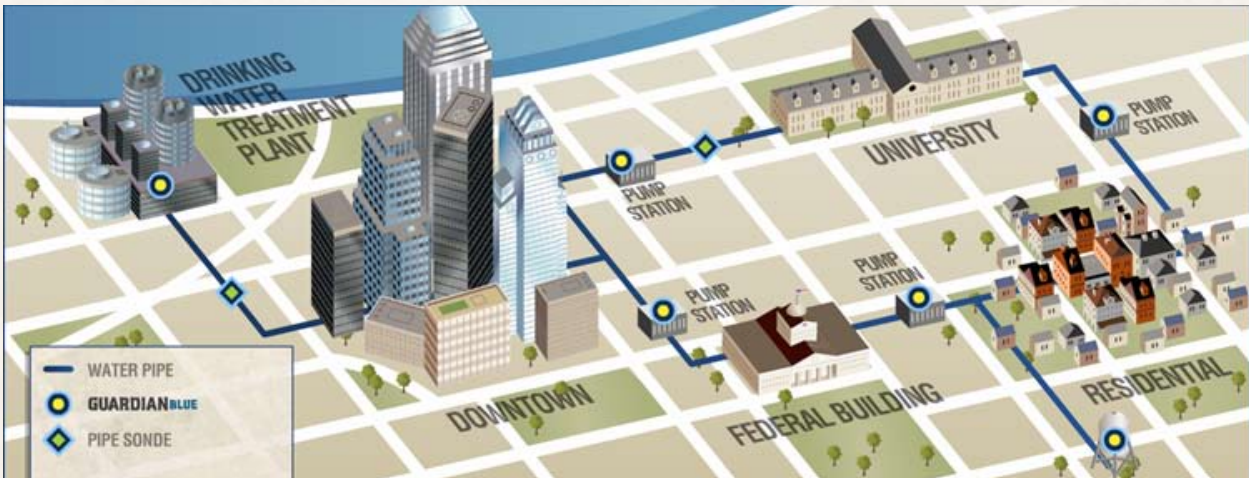 DRINKING
WATER
TREATMENT
PLANT
PUMP
STATION
UNIVERSITY
PUMP
STATION
PUMP
STATION
PUMP
STATION
DOWNTOWN
FEDERAL BUILDING
RESIDENTIAL
WATER PIPE
GUARDIANBLUE
PIPE SONDE